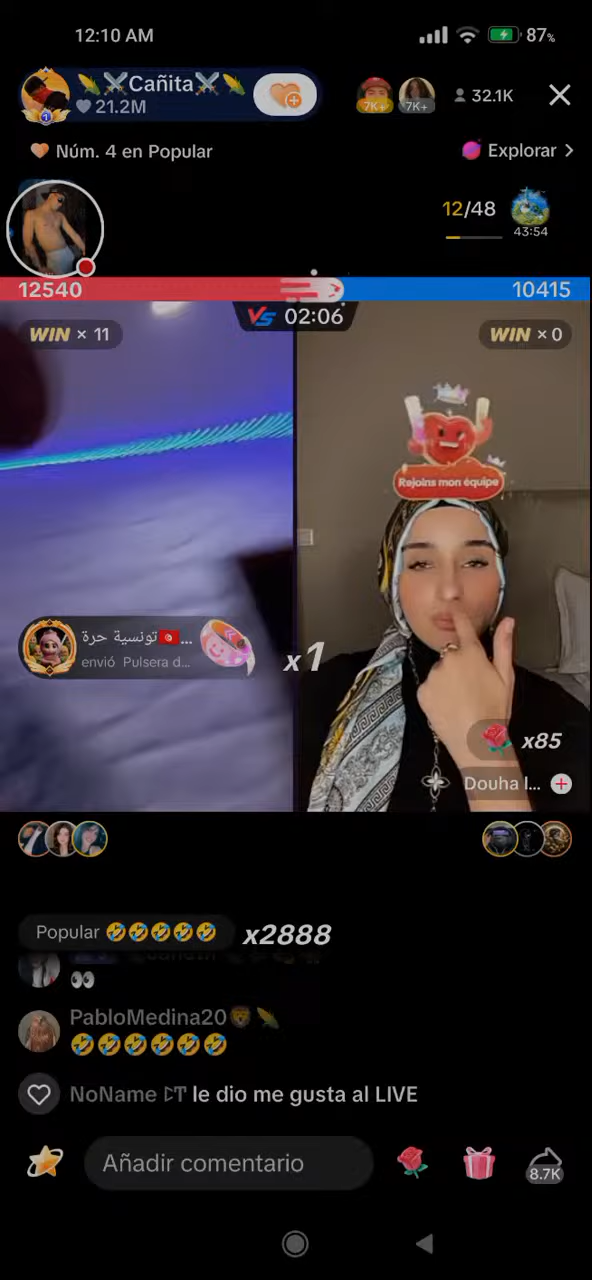 12:10 AM
87%
🌽⚔️Cañita⚔️🌽
21.2M
7K+
7K+
32.1K
Núm. 4 en Popular
Explorar >
12/48
43:54
12540
10415
VS 02:06
WIN × 11
WIN × 0
Rejoins mon équipe
تونسية حرة🇹🇳...
envió Pulsera d...
x1
x85
Douha l...
Popular 🤣🤣🤣🤣🤣 x2888
👀
PabloMedina20🦁🌽
🤣🤣🤣🤣🤣🤣
NoName le dio me gusta al LIVE
Añadir comentario
8.7K